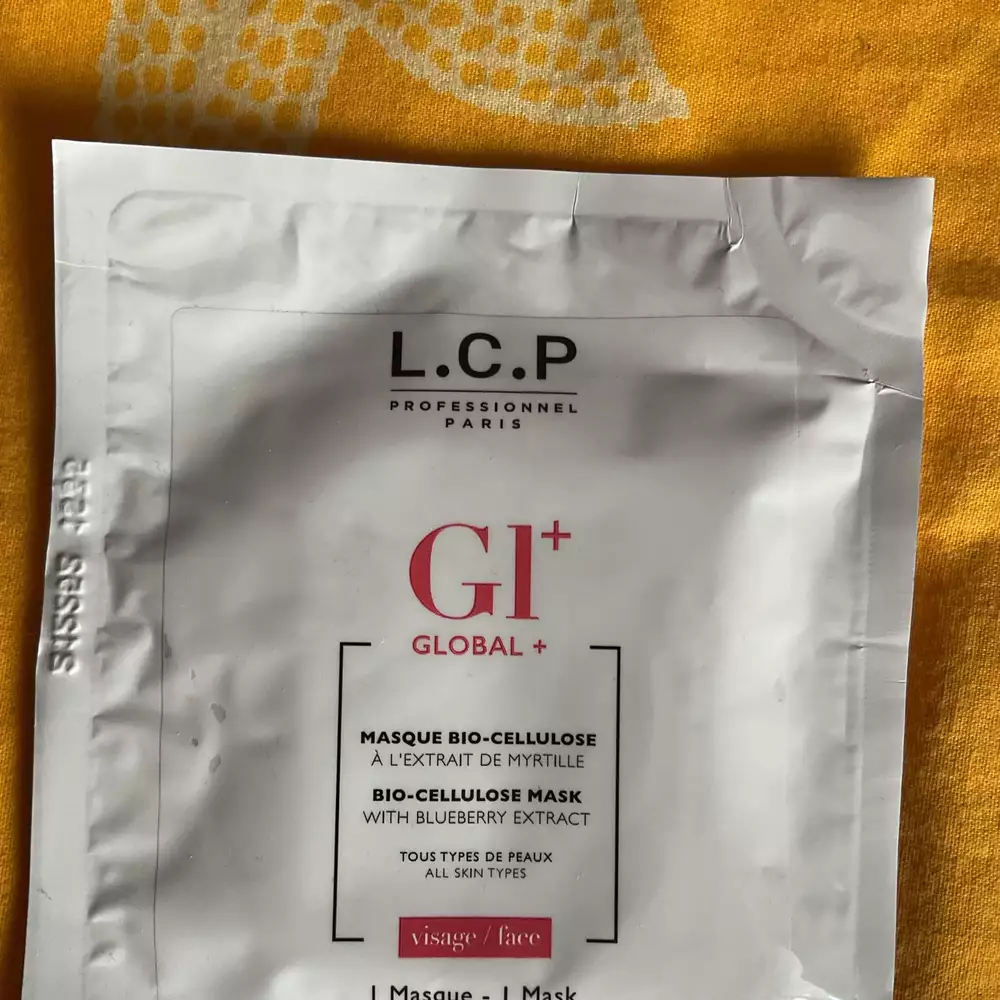 L.C.P
PROFESSIONNEL
PARIS
Gl+
GLOBAL +
MASQUE BIO-CELLULOSE
À L'EXTRAIT DE MYRTILLE
BIO-CELLULOSE MASK
WITH BLUEBERRY EXTRACT
TOUS TYPES DE PEAUX
ALL SKIN TYPES
visage / face
1 Masque - 1 Mask